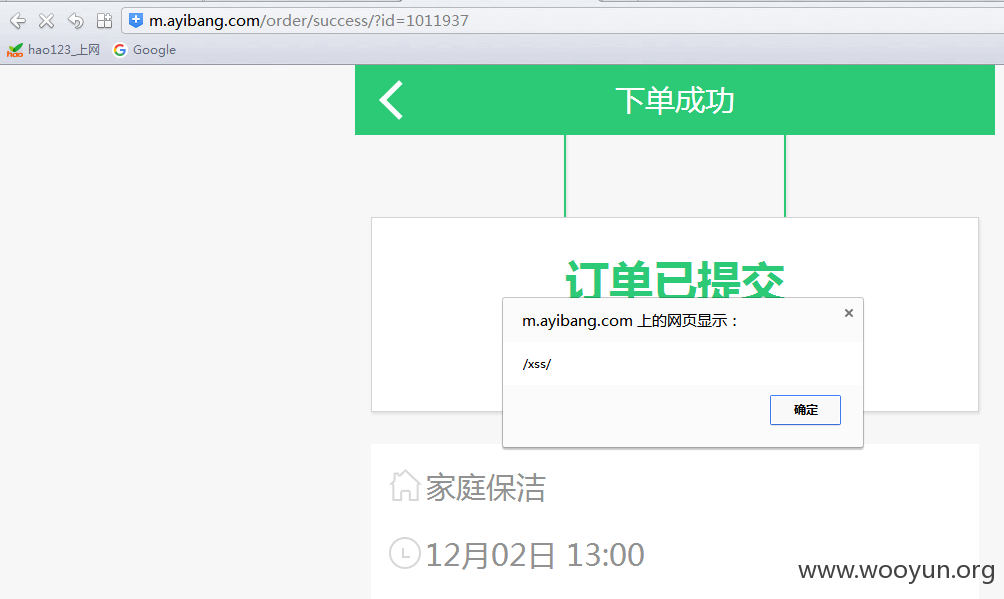 m.ayibang.com/order/success/?id=1011937
hao123_上网 Google
下单成功
订单已提交
m.ayibang.com 上的网页显示：
/xss/
确定
家庭保洁
12月02日 13:00
www.wooyun.org